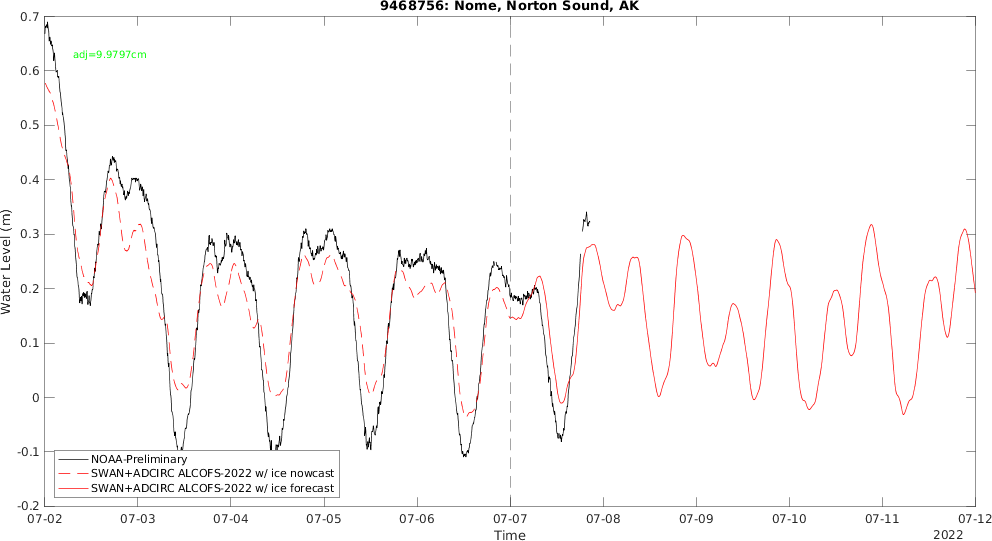 9468756: Nome, Norton Sound, AK
adj=9.9797cm
0.7
0.6
0.5
0.4
0.3
0.2
0.1
0
-0.1
-0.2
Water Level (m)
NOAA-Preliminary
SWAN+ADCIRC ALCOFS-2022 w/ ice nowcast
SWAN+ADCIRC ALCOFS-2022 w/ ice forecast
07-02 07-03 07-04 07-05 07-06 07-07 07-08 07-09 07-10 07-11 07-12
Time
2022